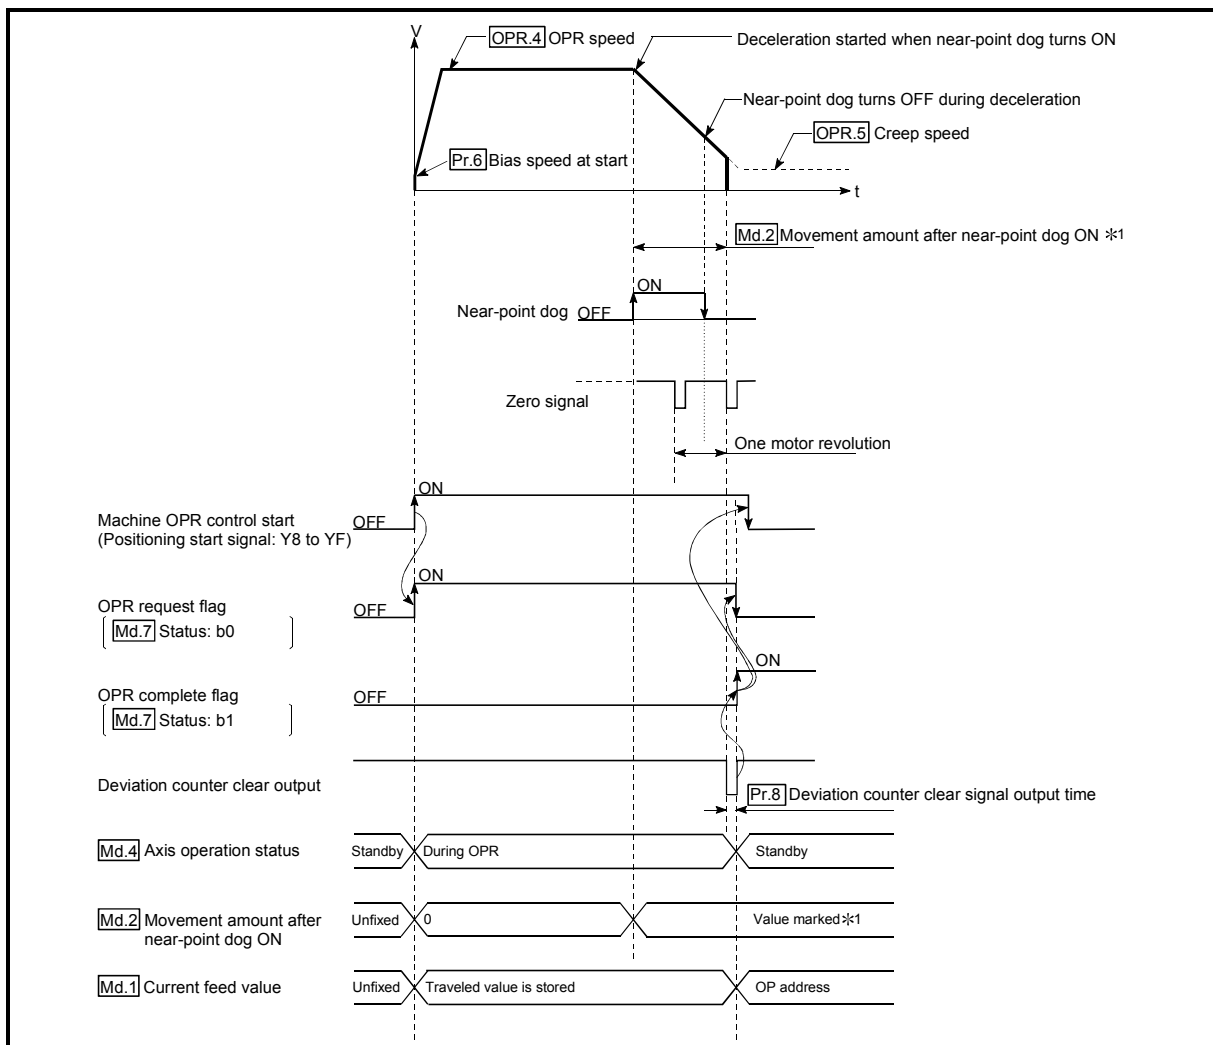 V
OPR.4 OPR speed
Deceleration started when near-point dog turns ON
Near-point dog turns OFF during deceleration
OPR.5 Creep speed
Pr.6 Bias speed at start
t
Md.2 Movement amount after near-point dog ON ✻1
ON
Near-point dog OFF
Zero signal
One motor revolution
ON
Machine OPR control start
(Positioning start signal: Y8 to YF)
OFF
ON
OPR request flag
OFF
Md.7 Status: b0
ON
OPR complete flag
OFF
Md.7 Status: b1
Deviation counter clear output
Pr.8 Deviation counter clear signal output time
Md.4 Axis operation status
Standby
During OPR
Standby
Md.2 Movement amount after
near-point dog ON
Unfixed
0
Value marked✻1
Md.1 Current feed value
Unfixed
Traveled value is stored
OP address